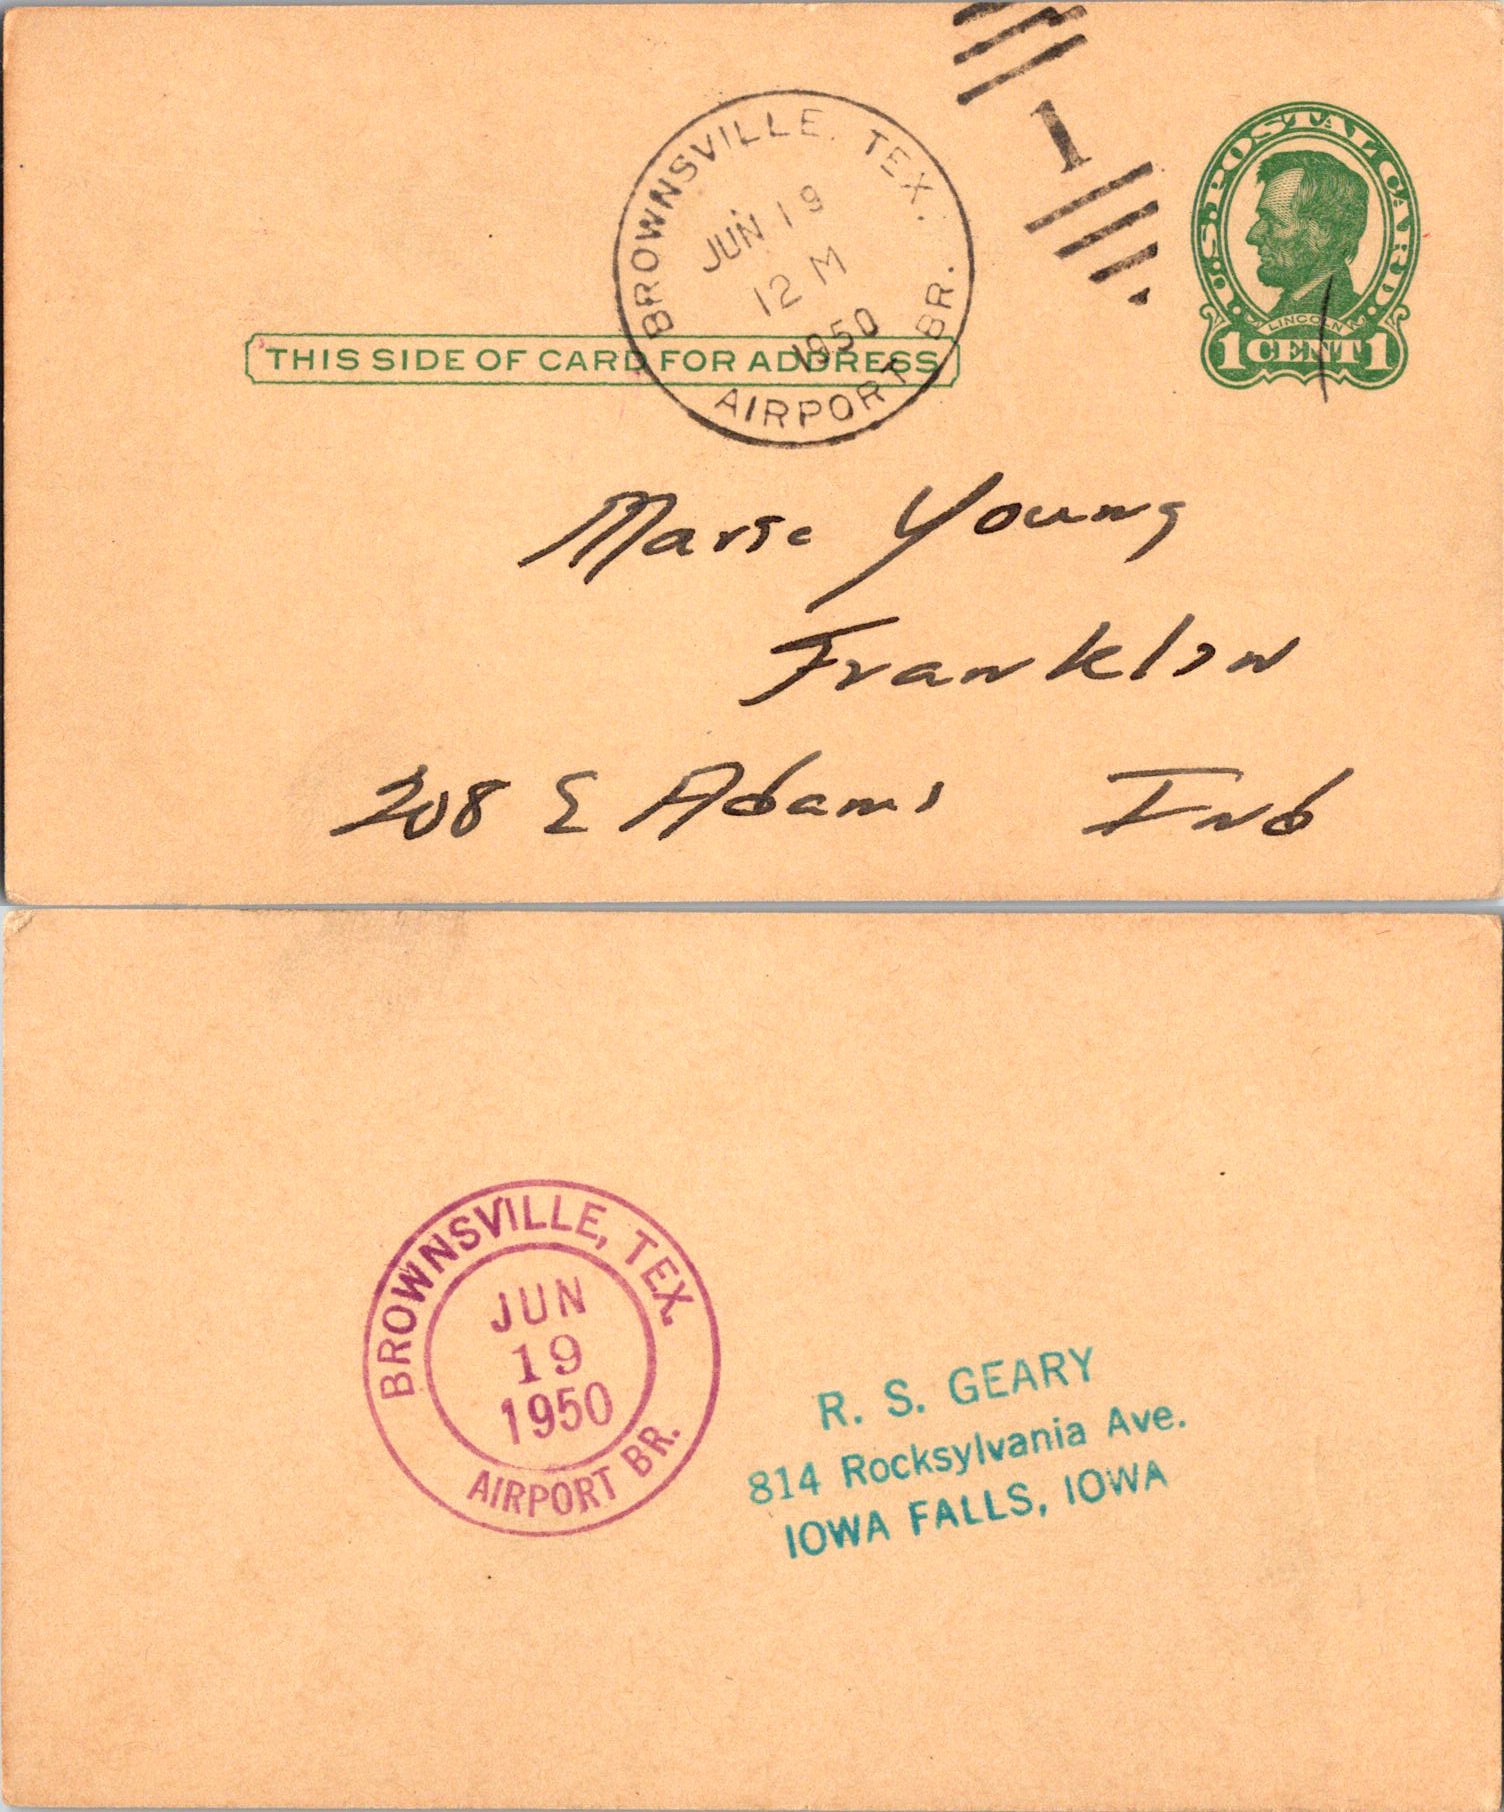 BROWNSVILLE, TEX.
JUN 19
12 M
1950
AIRPORT BR.
1
U.S. POSTAL CARD
LINCOLN
1 CENT 1
THIS SIDE OF CARD FOR ADDRESS
Marie Young
Franklin
208 E Adams Ind
BROWNSVILLE, TEX.
JUN
19
1950
AIRPORT BR.
R. S. GEARY
814 Rocksylvania Ave.
IOWA FALLS, IOWA